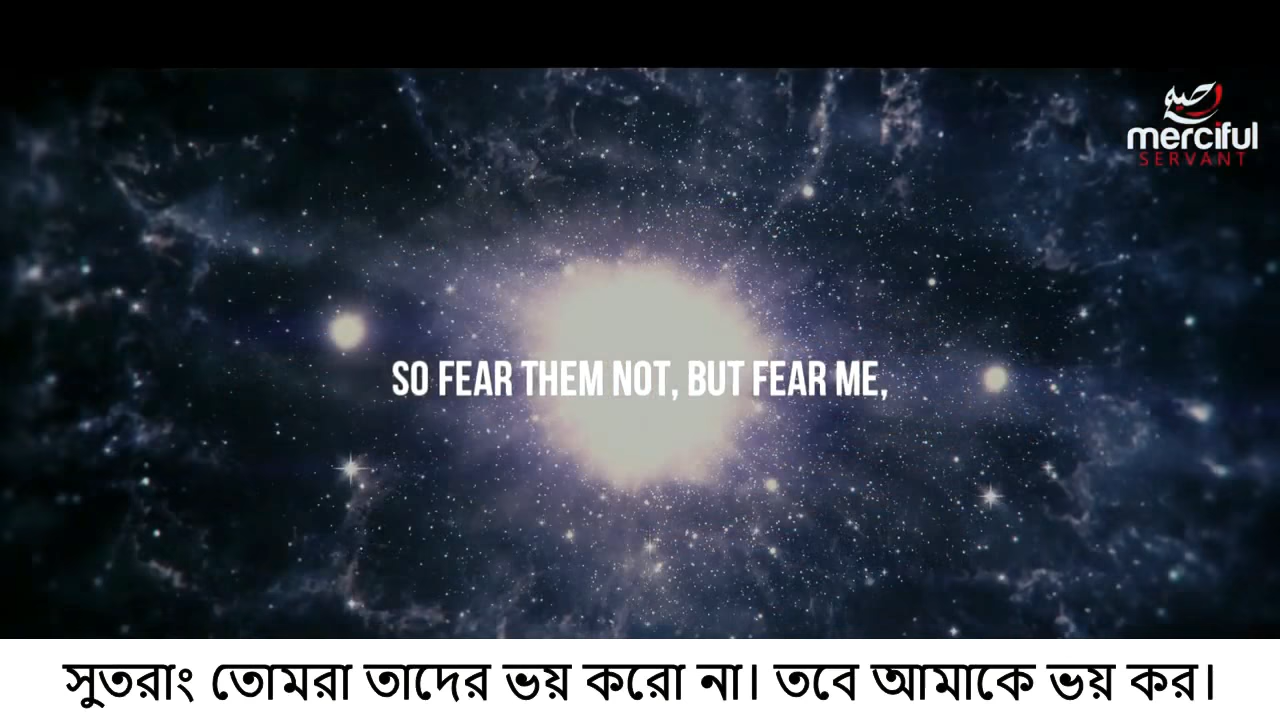 merciful
SERVANT
SO FEAR THEM NOT, BUT FEAR ME,
সুতরাং তোমরা তাদের ভয় করো না। তবে আমাকে ভয় কর।